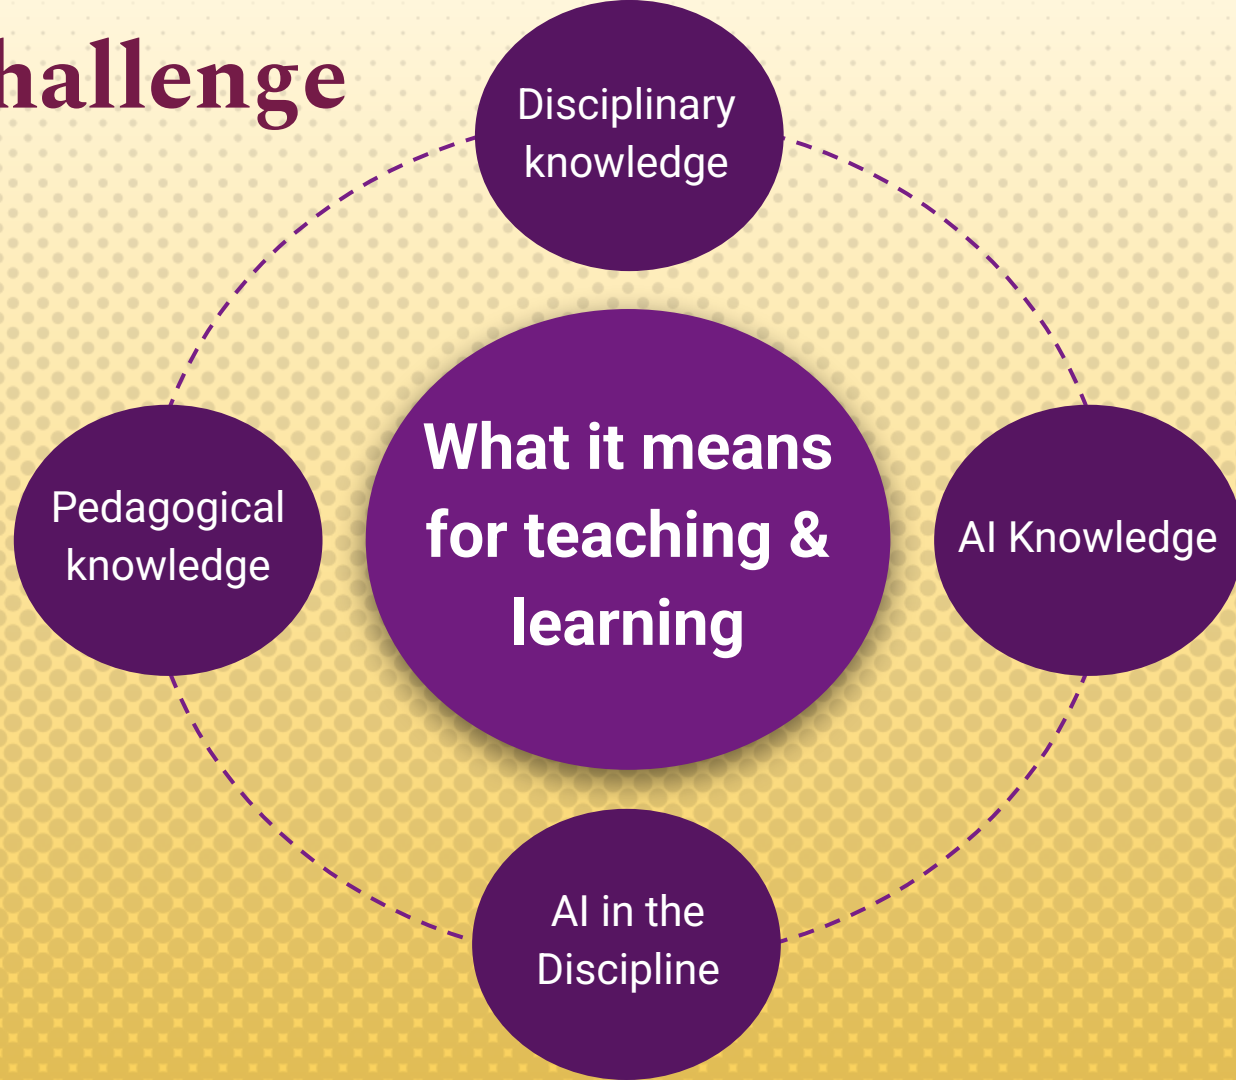 hallenge
Disciplinary
knowledge
What it means
for teaching &
learning
Pedagogical
knowledge
AI Knowledge
AI in the
Discipline